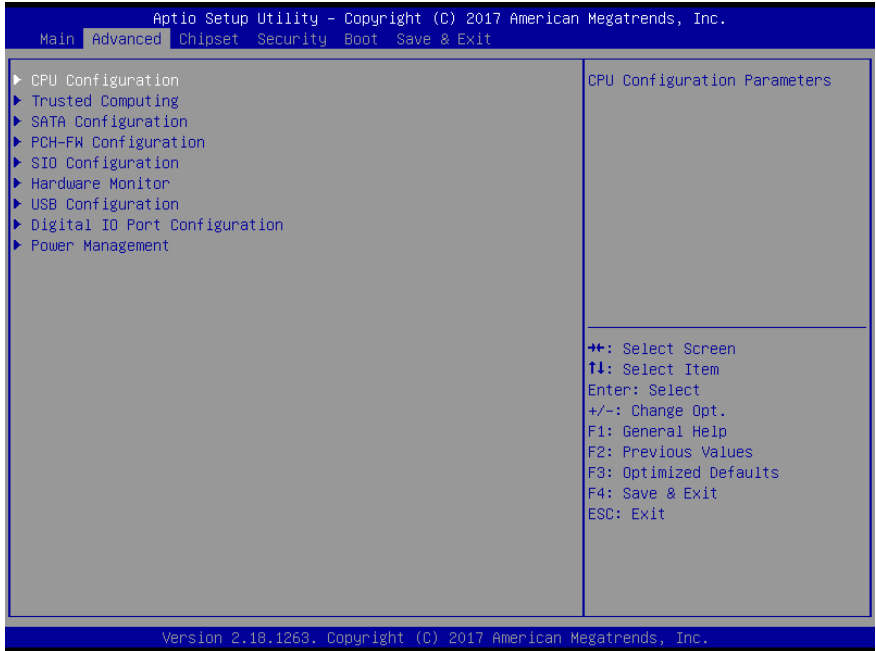 Aptio Setup Utility – Copyright (C) 2017 American Megatrends, Inc.
Main Advanced Chipset Security Boot Save & Exit
▶ CPU Configuration
▶ Trusted Computing
▶ SATA Configuration
▶ PCH-FW Configuration
▶ SIO Configuration
▶ Hardware Monitor
▶ USB Configuration
▶ Digital IO Port Configuration
▶ Power Management
CPU Configuration Parameters
→←: Select Screen
↑↓: Select Item
Enter: Select
+/-: Change Opt.
F1: General Help
F2: Previous Values
F3: Optimized Defaults
F4: Save & Exit
ESC: Exit
Version 2.18.1263. Copyright (C) 2017 American Megatrends, Inc.